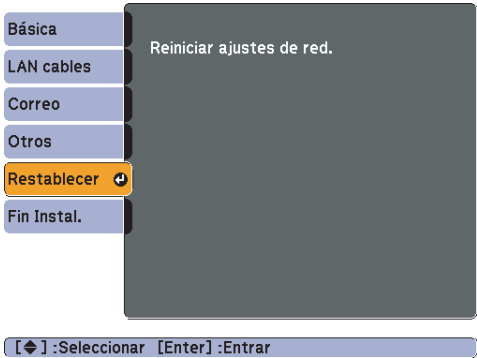 Básica
LAN cables
Correo
Otros
Restablecer
Fin Instal.
Reiniciar ajustes de red.
[◆] :Seleccionar [Enter] :Entrar